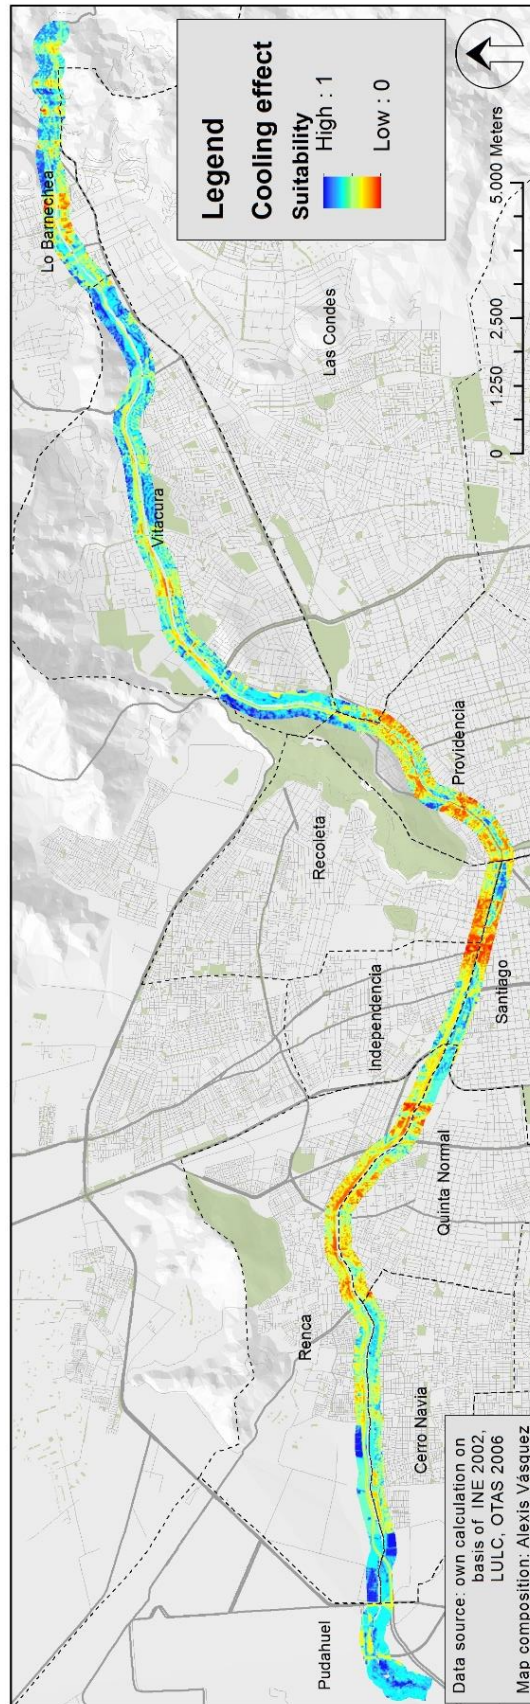 Legend
Cooling effect
Suitability
High : 1
Low : 0
0
1.250
2.500
5.000 Meters
Lo Barnechea
Las Condes
Vitacura
Recoleta
Providencia
Independencia
Santiago
Quinta Normal
Renca
Cerro Navia
Pudahuel
Data source: own calculation on
basis of INE 2002,
LULC, OTAS 2006
Map composition: Alexis Vásquez